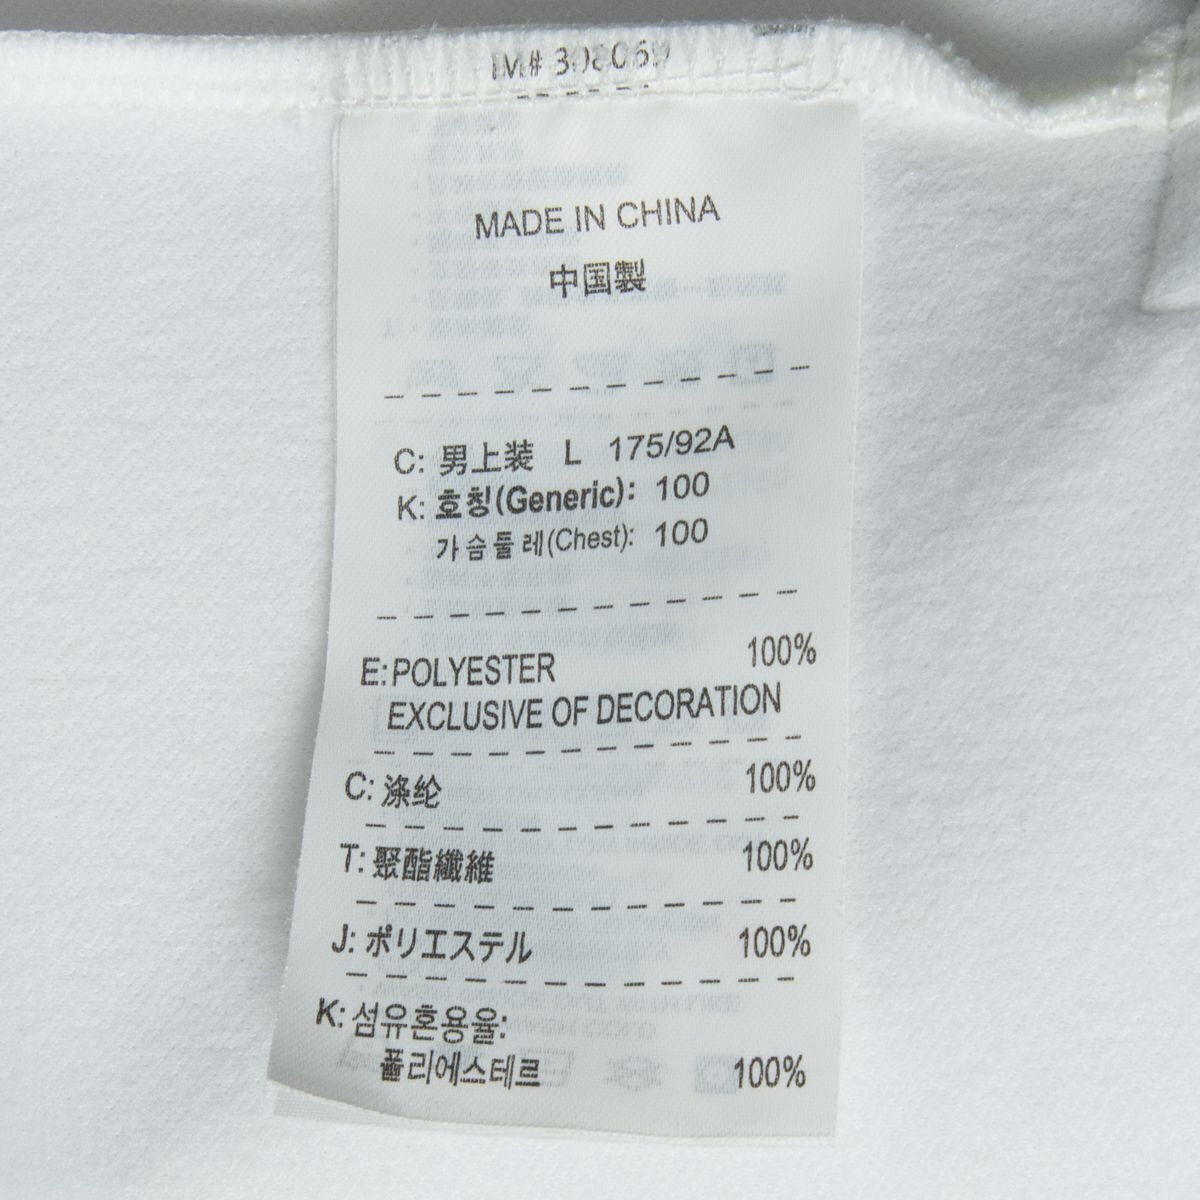 IM# 398069
MADE IN CHINA
中国製
C: 男上装 L 175/92A
K: 호칭(Generic): 100
가슴둘레(Chest): 100
E: POLYESTER 100%
EXCLUSIVE OF DECORATION
C: 涤纶 100%
T: 聚酯纖維 100%
J: ポリエステル 100%
K: 섬유혼용율:
폴리에스테르 100%